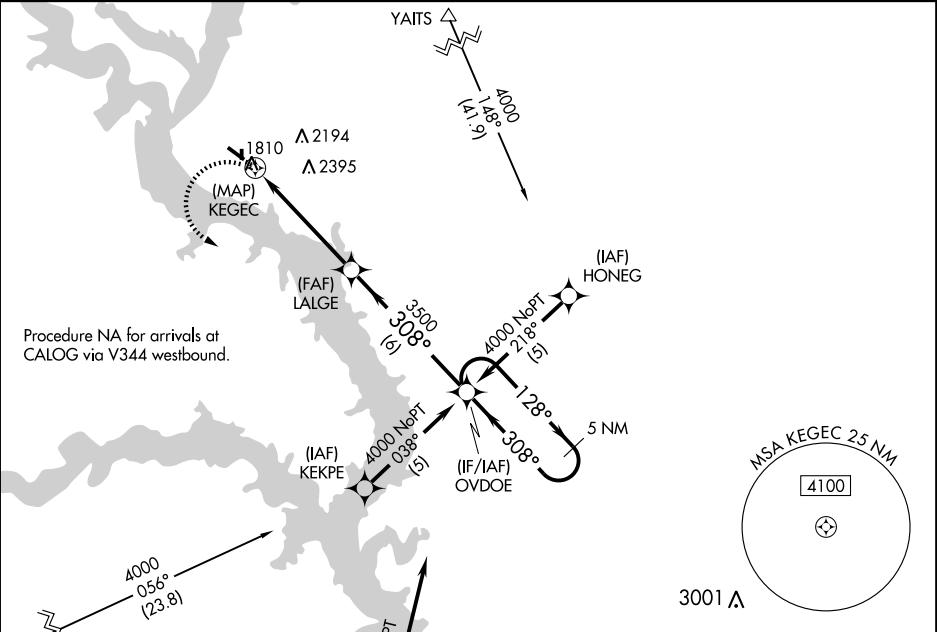 YAITS
4000
148°
(41.9)
1810
2194
2395
(MAP)
KEGEC
(IAF)
HONEG
(FAF)
LALGE
3500
308°
(6)
4000 NoPT
218°
(5)
Procedure NA for arrivals at
CALOG via V344 westbound.
128°
5 NM
308°
4000 NoPT
038°
(5)
(IAF)
KEKPE
(IF/IAF)
OVDOE
MSA KEGEC 25 NM
4100
4000
056°
(23.8)
3001